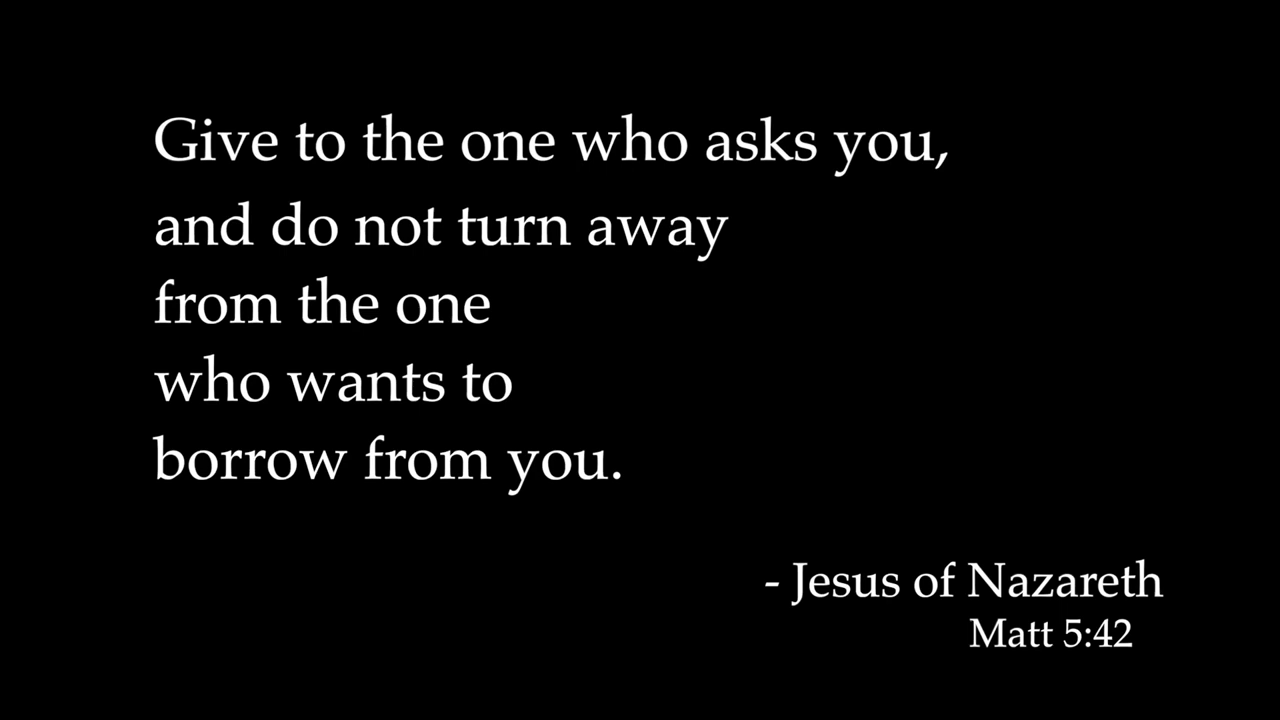 Give to the one who asks you,
and do not turn away
from the one
who wants to
borrow from you.
- Jesus of Nazareth
Matt 5:42